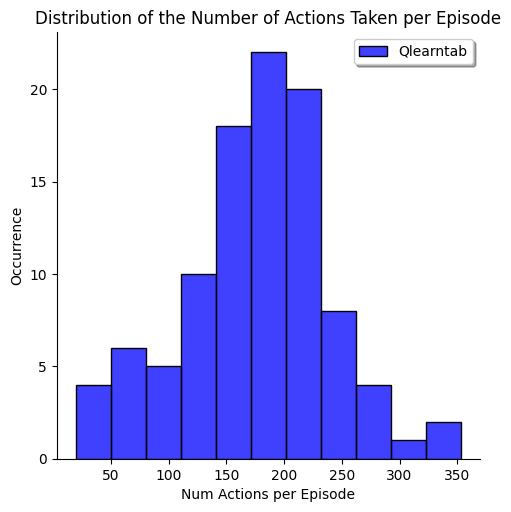 Distribution of the Number of Actions Taken per Episode
Qlearntab
Occurrence
20
15
10
5
0
50 100 150 200 250 300 350
Num Actions per Episode